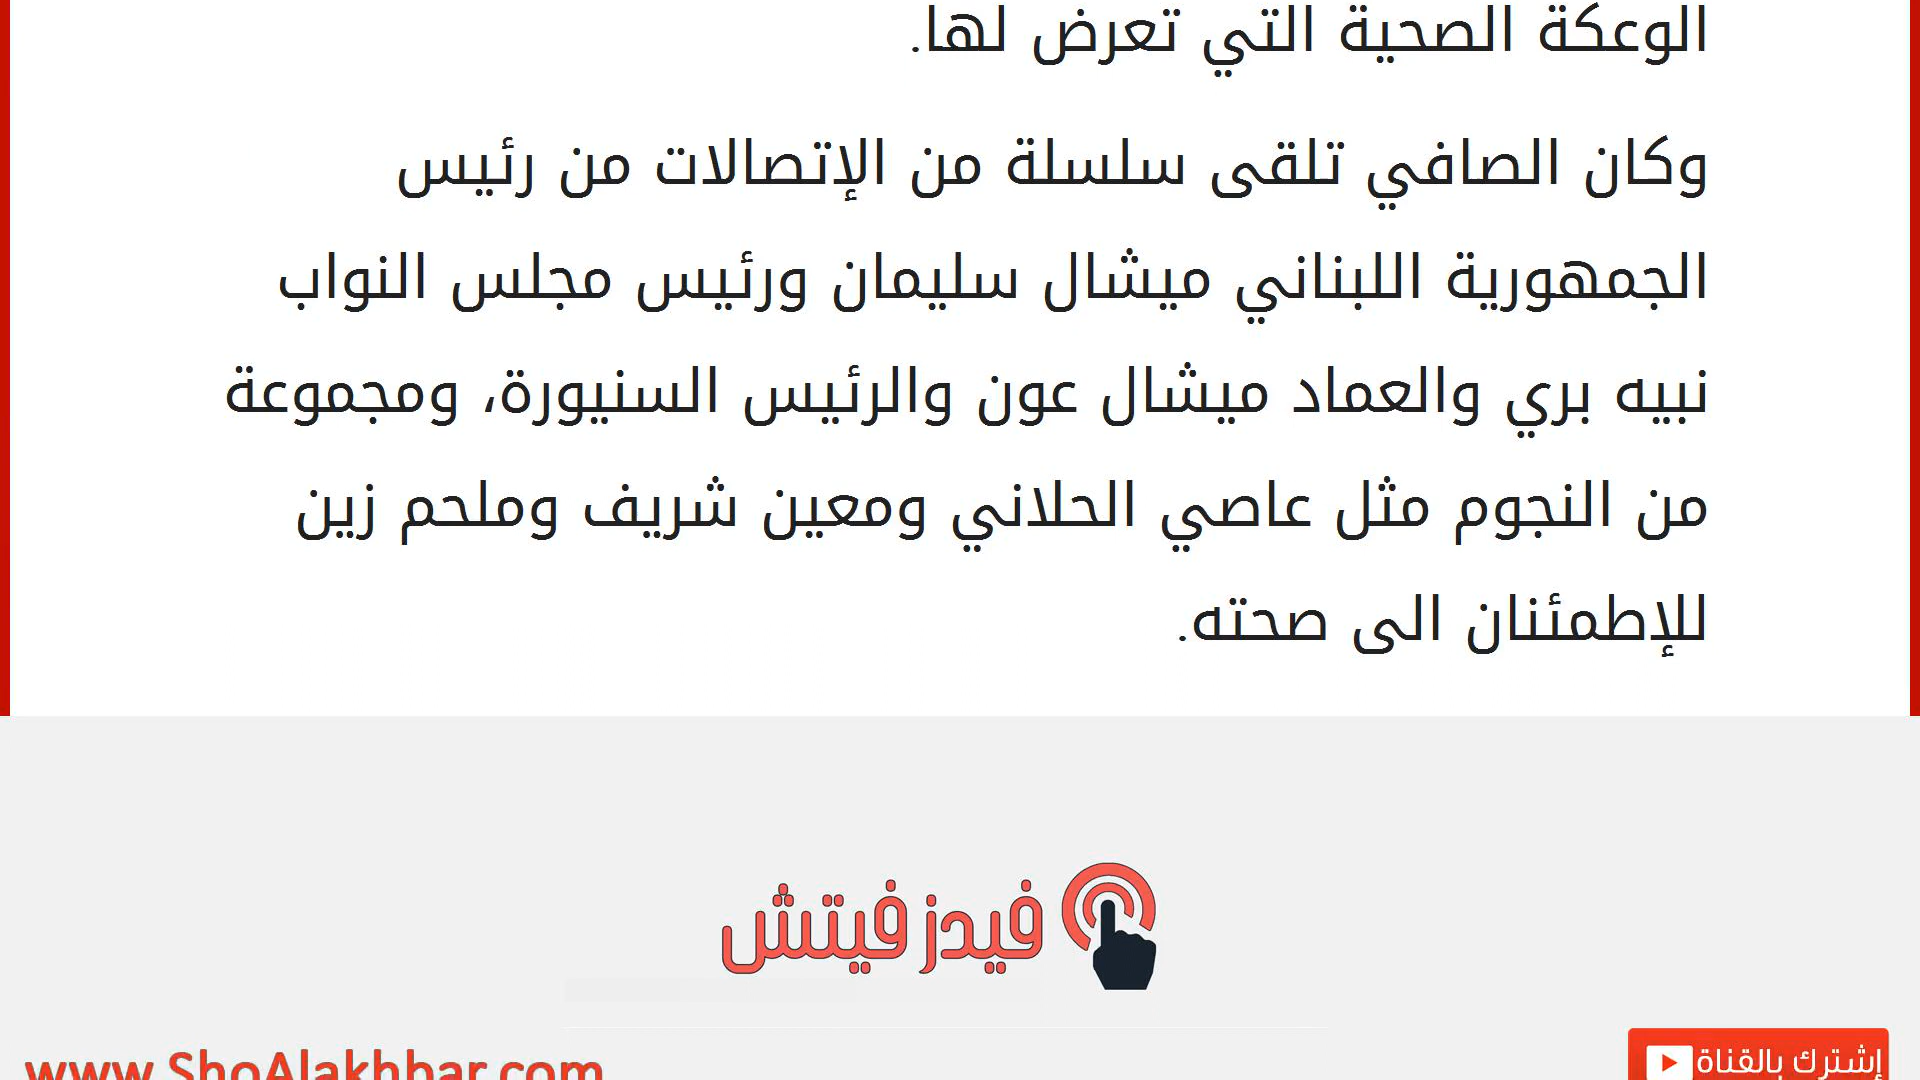 الوعكة الصحية التي تعرض لها.
وكان الصافي تلقى سلسلة من الإتصالات من رئيس
الجمهورية اللبناني ميشال سليمان ورئيس مجلس النواب
نبيه بري والعماد ميشال عون والرئيس السنيورة، ومجموعة
من النجوم مثل عاصي الحلاني ومعين شريف وملحم زين
للإطمئنان الى صحته.
فيدز فيتش
www.ShoAlakhbar.com
إشترك بالقناة